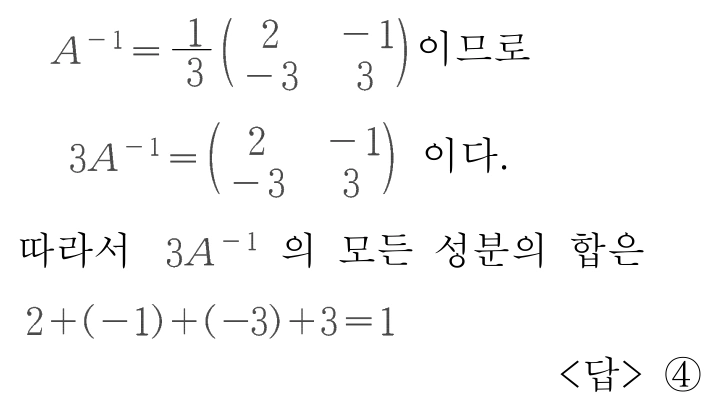 A⁻¹ = 1/3 ( 2 -1 ; -3 3 ) 이므로
3A⁻¹ = ( 2 -1 ; -3 3 ) 이다.
따라서 3A⁻¹ 의 모든 성분의 합은
2+(-1)+(-3)+3=1
<답> ④